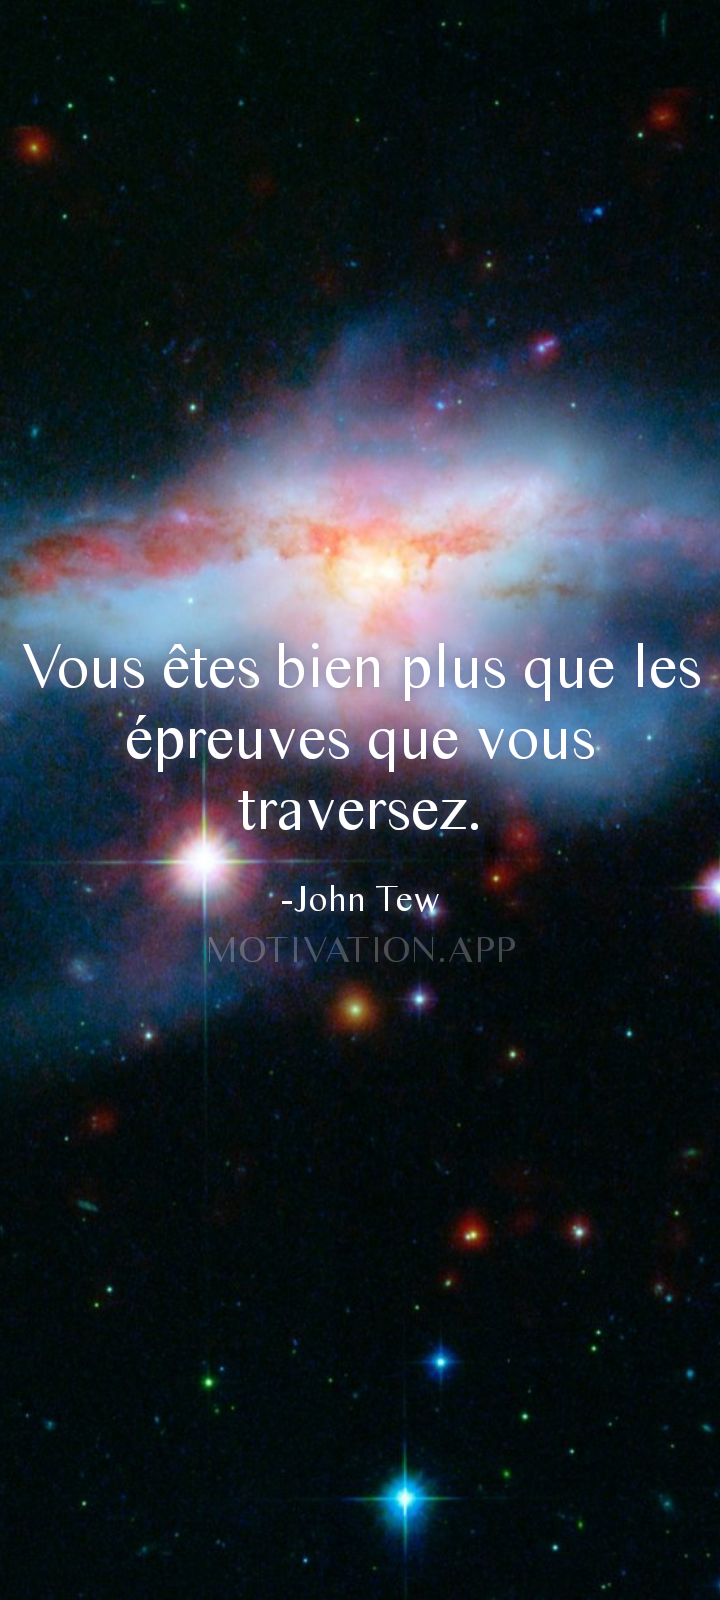 Vous êtes bien plus que les
épreuves que vous
traversez.
-John Tew
MOTIVATION.APP